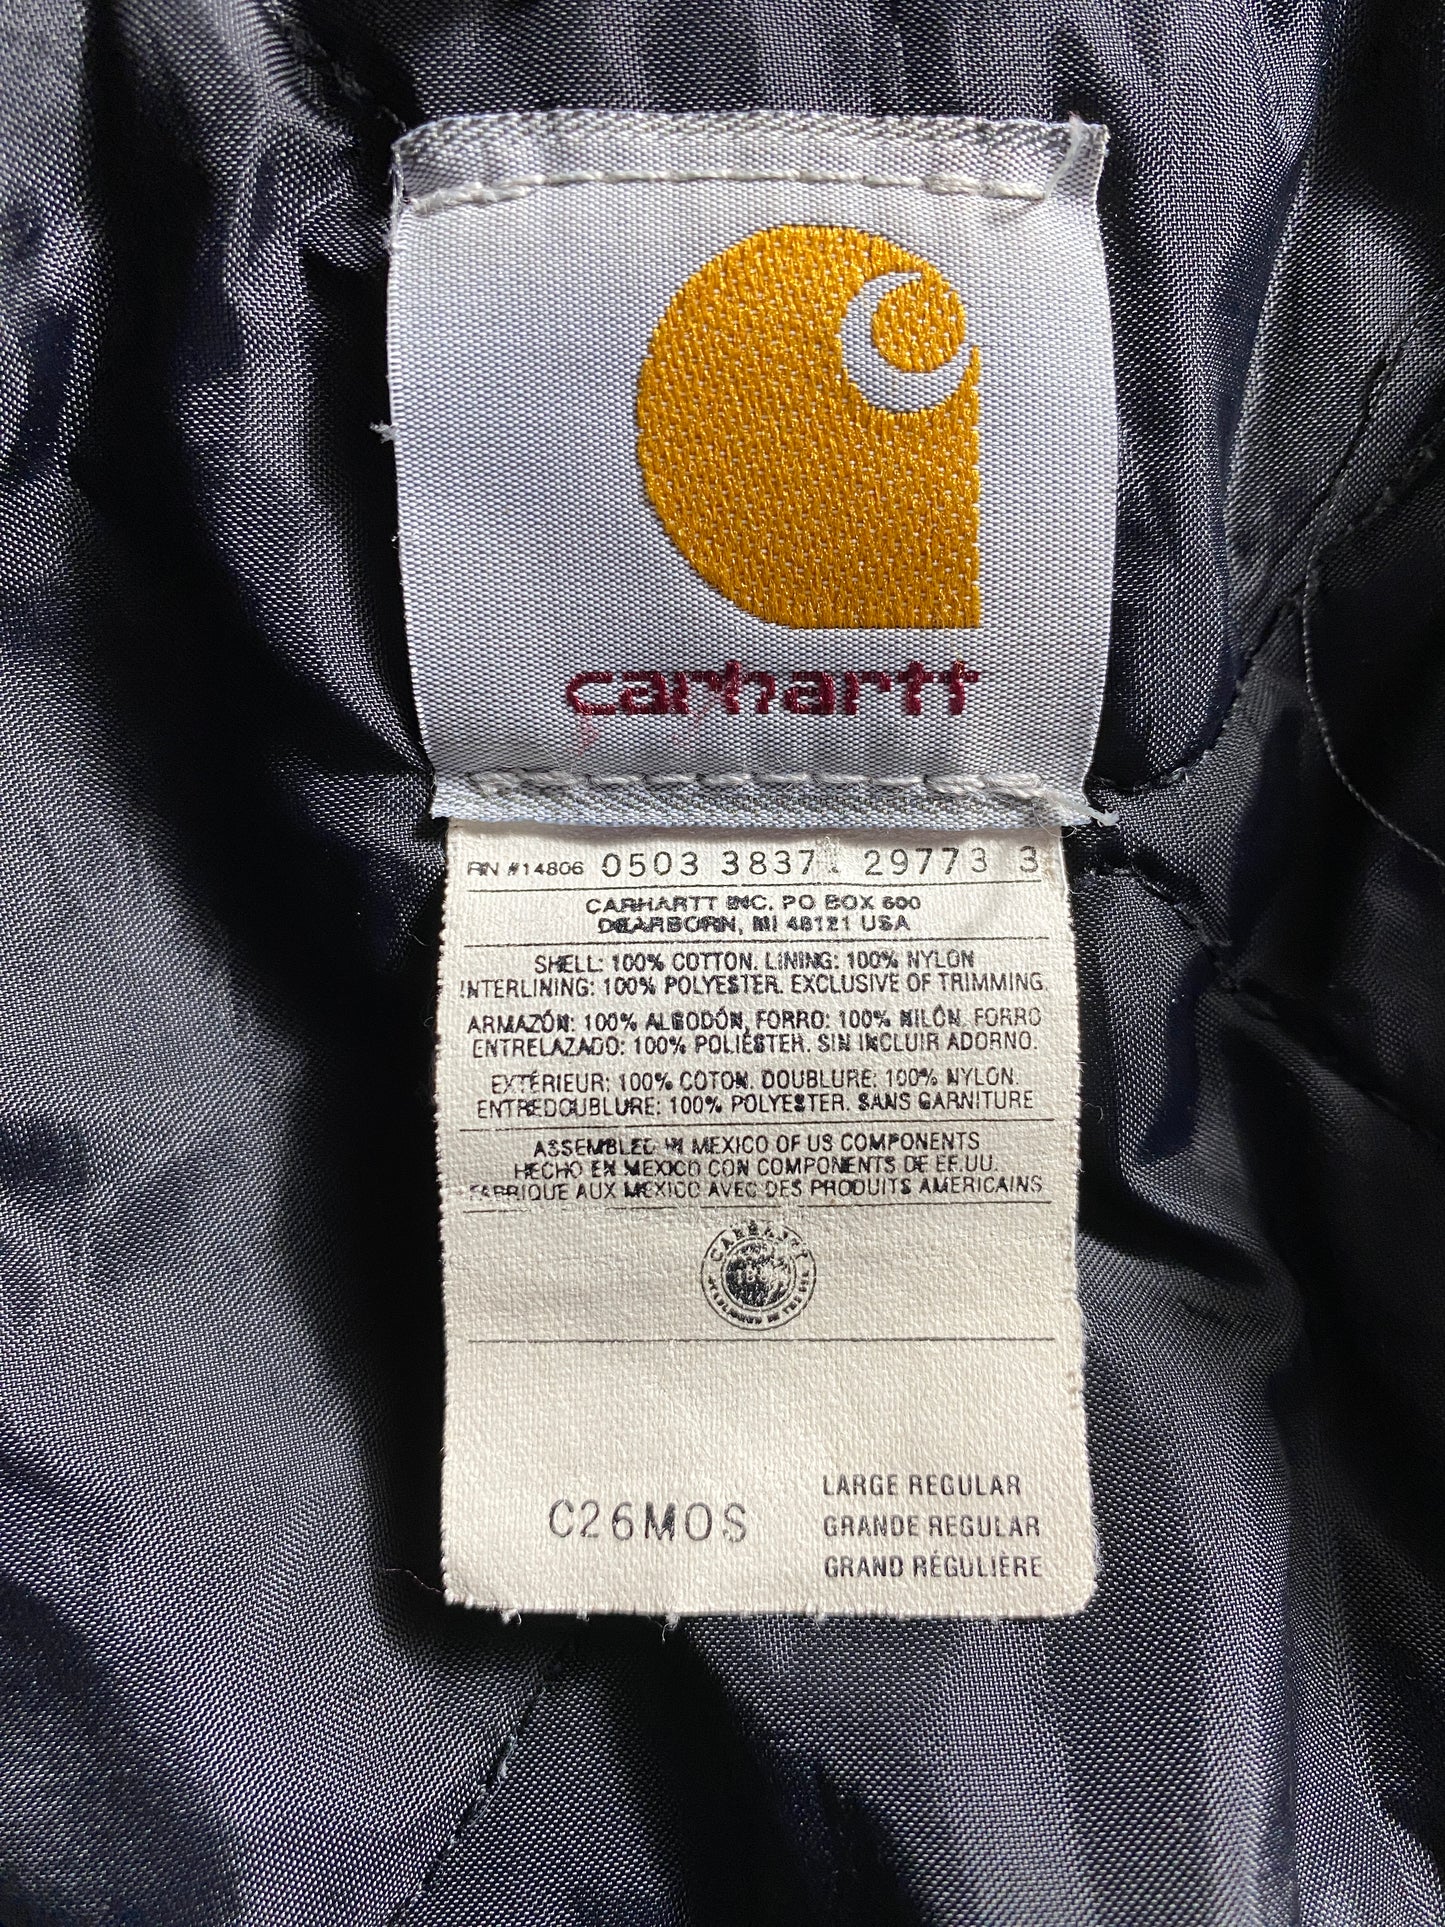 carhartt
RN #14806 0503 38371 29773 3
CARHARTT INC. PO BOX 600
DEARBORN, MI 48121 USA
SHELL: 100% COTTON. LINING: 100% NYLON
INTERLINING: 100% POLYESTER. EXCLUSIVE OF TRIMMING.
ARMAZÓN: 100% ALGODÓN, FORRO: 100% NILÓN. FORRO
ENTRELAZADO: 100% POLIÉSTER. SIN INCLUIR ADORNO.
EXTÉRIEUR: 100% COTON. DOUBLURE: 100% NYLON.
ENTREDOUBLURE: 100% POLYESTER. SANS GARNITURE
ASSEMBLED IN MEXICO OF US COMPONENTS
HECHO EN MEXICO CON COMPONENTS DE EF.UU.
FABRIQUE AUX MEXICO AVEC DES PRODUITS AMERICAINS
CARHARTT
C26MOS
LARGE REGULAR
GRANDE REGULAR
GRAND RÉGULIÈRE